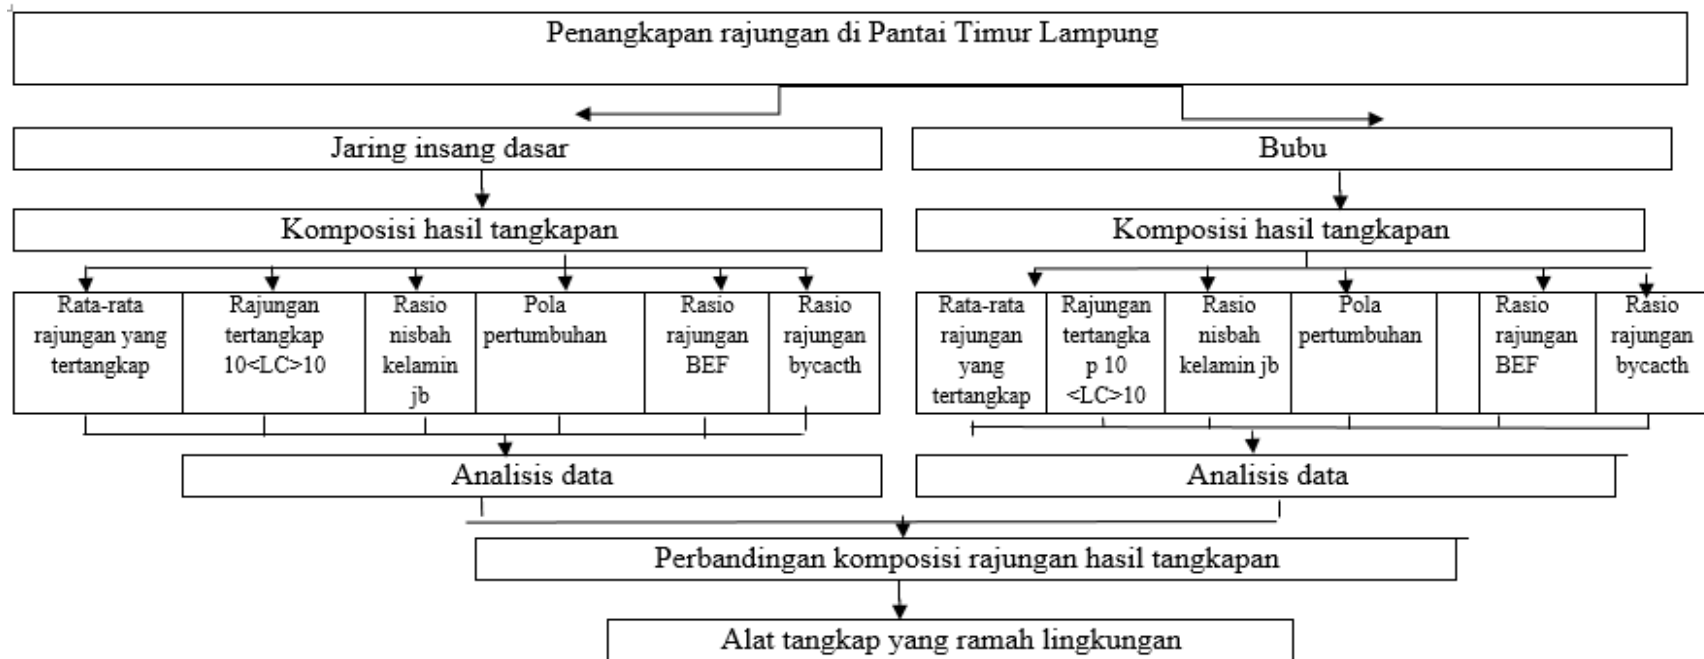 Penangkapan rajungan di Pantai Timur Lampung
Jaring insang dasar
Bubu
Komposisi hasil tangkapan
Komposisi hasil tangkapan
Rata-rata
rajungan yang
tertangkap
Rajungan
tertangkap
10<LC>10
Rasio
nisbah
kelamin
jb
Pola
pertumbuhan
Rasio
rajungan
BEF
Rasio
rajungan
bycacth
Rata-rata
rajungan
yang
tertangkap
Rajungan
tertangka
p 10
<LC>10
Rasio
nisbah
kelamin jb
Pola
pertumbuhan
Rasio
rajungan
BEF
Rasio
rajungan
bycacth
Analisis data
Analisis data
Perbandingan komposisi rajungan hasil tangkapan
Alat tangkap yang ramah lingkungan